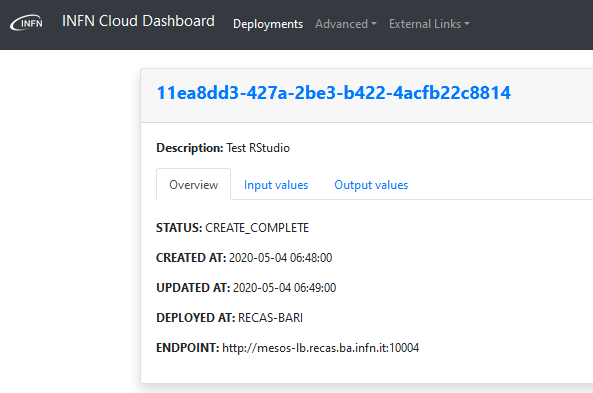 INFN INFN Cloud Dashboard Deployments Advanced External Links
11ea8dd3-427a-2be3-b422-4acfb22c8814
Description: Test RStudio
Overview Input values Output values
STATUS: CREATE_COMPLETE
CREATED AT: 2020-05-04 06:48:00
UPDATED AT: 2020-05-04 06:49:00
DEPLOYED AT: RECAS-BARI
ENDPOINT: http://mesos-lb.recas.ba.infn.it:10004